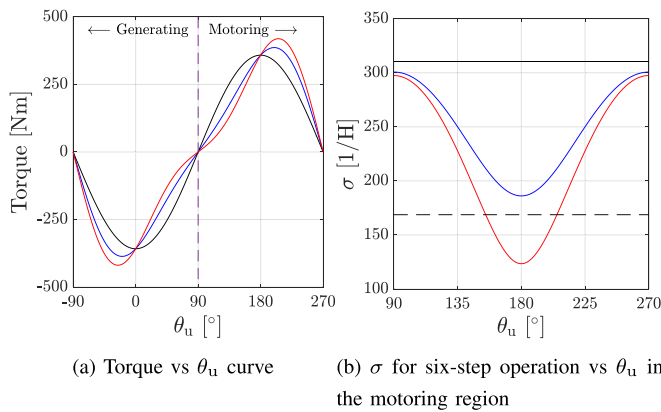 500
250
0
-250
-500
Torque [Nm]
← Generating
Motoring →
-90
0
90
180
270
θu [°]
(a) Torque vs θu curve
350
300
250
200
150
100
σ [1/H]
90
135
180
225
270
θu [°]
(b) σ for six-step operation vs θu in
the motoring region